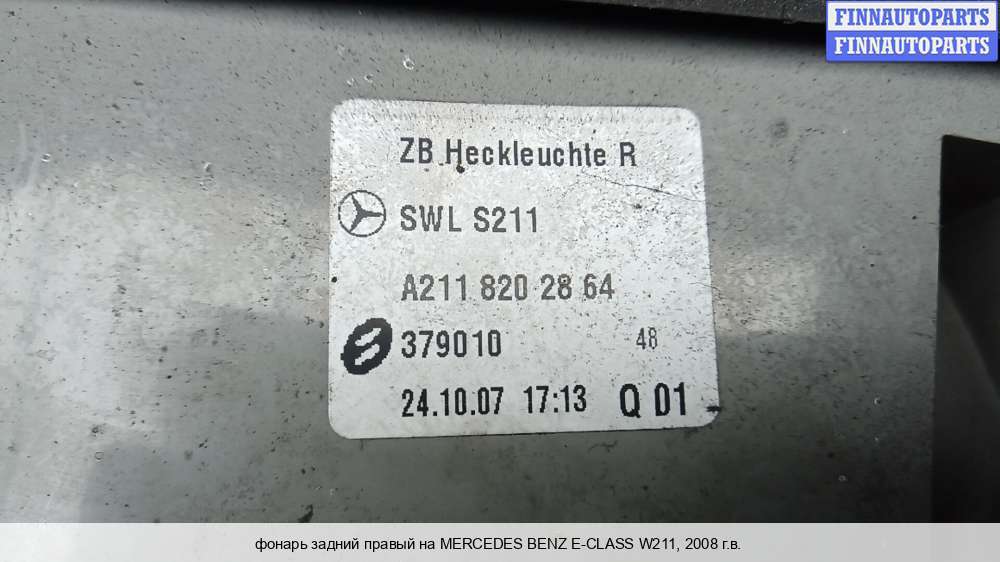 FINNAUTOPARTS
FINNAUTOPARTS
ZB Heckleuchte R
SWL S211
A211 820 28 64
379010 48
24.10.07 17:13 Q D1
фонарь задний правый на MERCEDES BENZ E-CLASS W211, 2008 г.в.